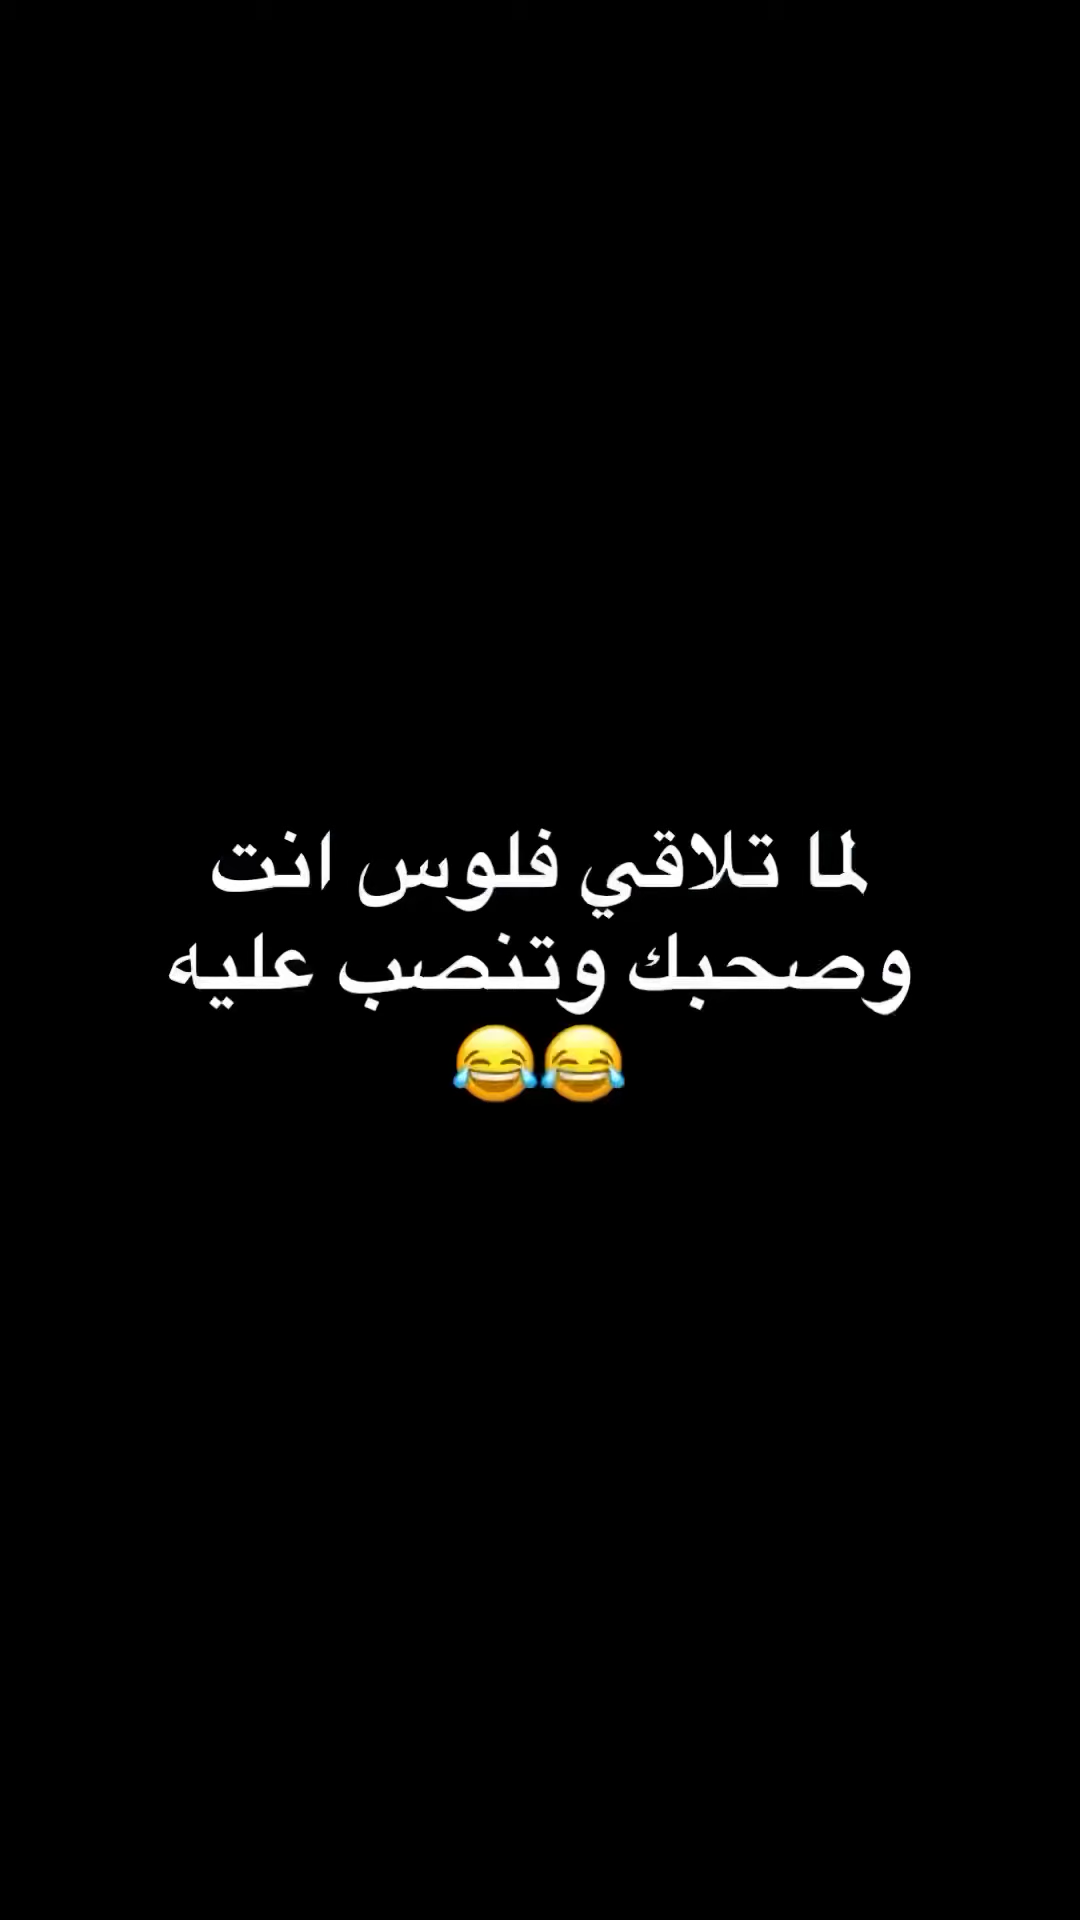 لما تلاقي فلوس انت
وصحبك وتنصب عليه
😂😂